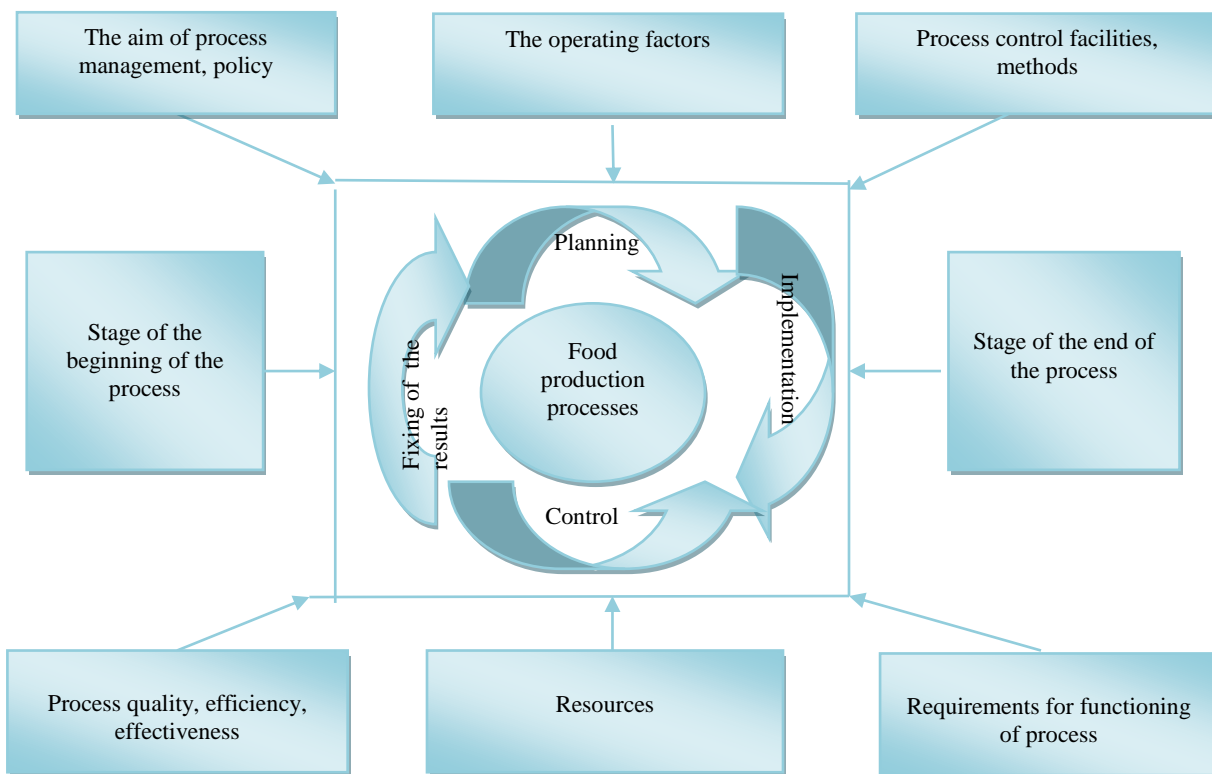 The aim of process
management, policy
The operating factors
Process control facilities,
methods
Stage of the
beginning of the
process
Planning
Implementation
Food
production
processes
Fixing of the
results
Control
Stage of the end of
the process
Process quality, efficiency,
effectiveness
Resources
Requirements for functioning
of process